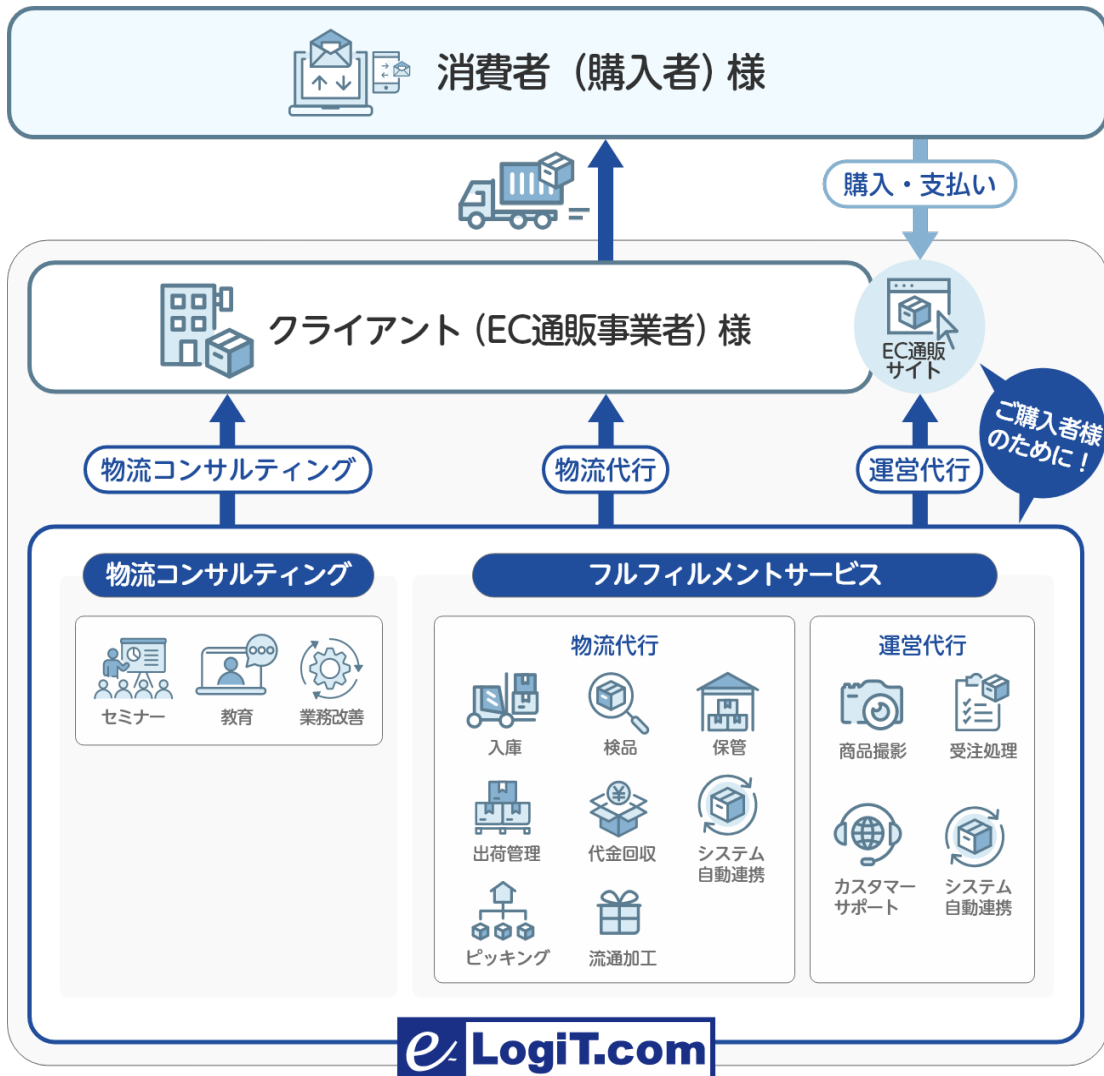 消費者（購入者）様
購入・支払い
クライアント（EC通販事業者）様
EC通販
サイト
ご購入者様
のために！
物流コンサルティング
物流代行
運営代行
物流コンサルティング
セミナー
教育
業務改善
フルフィルメントサービス
物流代行
入庫
検品
保管
出荷管理
代金回収
システム
自動連携
ピッキング
流通加工
運営代行
商品撮影
受注処理
カスタマー
サポート
システム
自動連携
e-LogiT.com